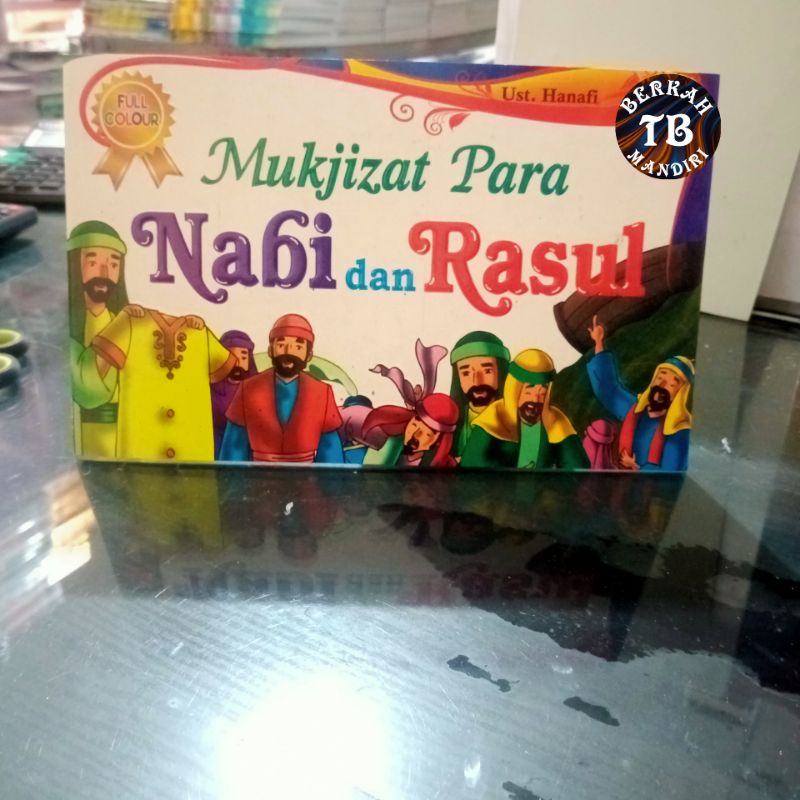 FULL
COLOUR
Ust. Hanafi
BERKAH
TB
MANDIRI
Mukjizat Para
Nabi dan Rasul